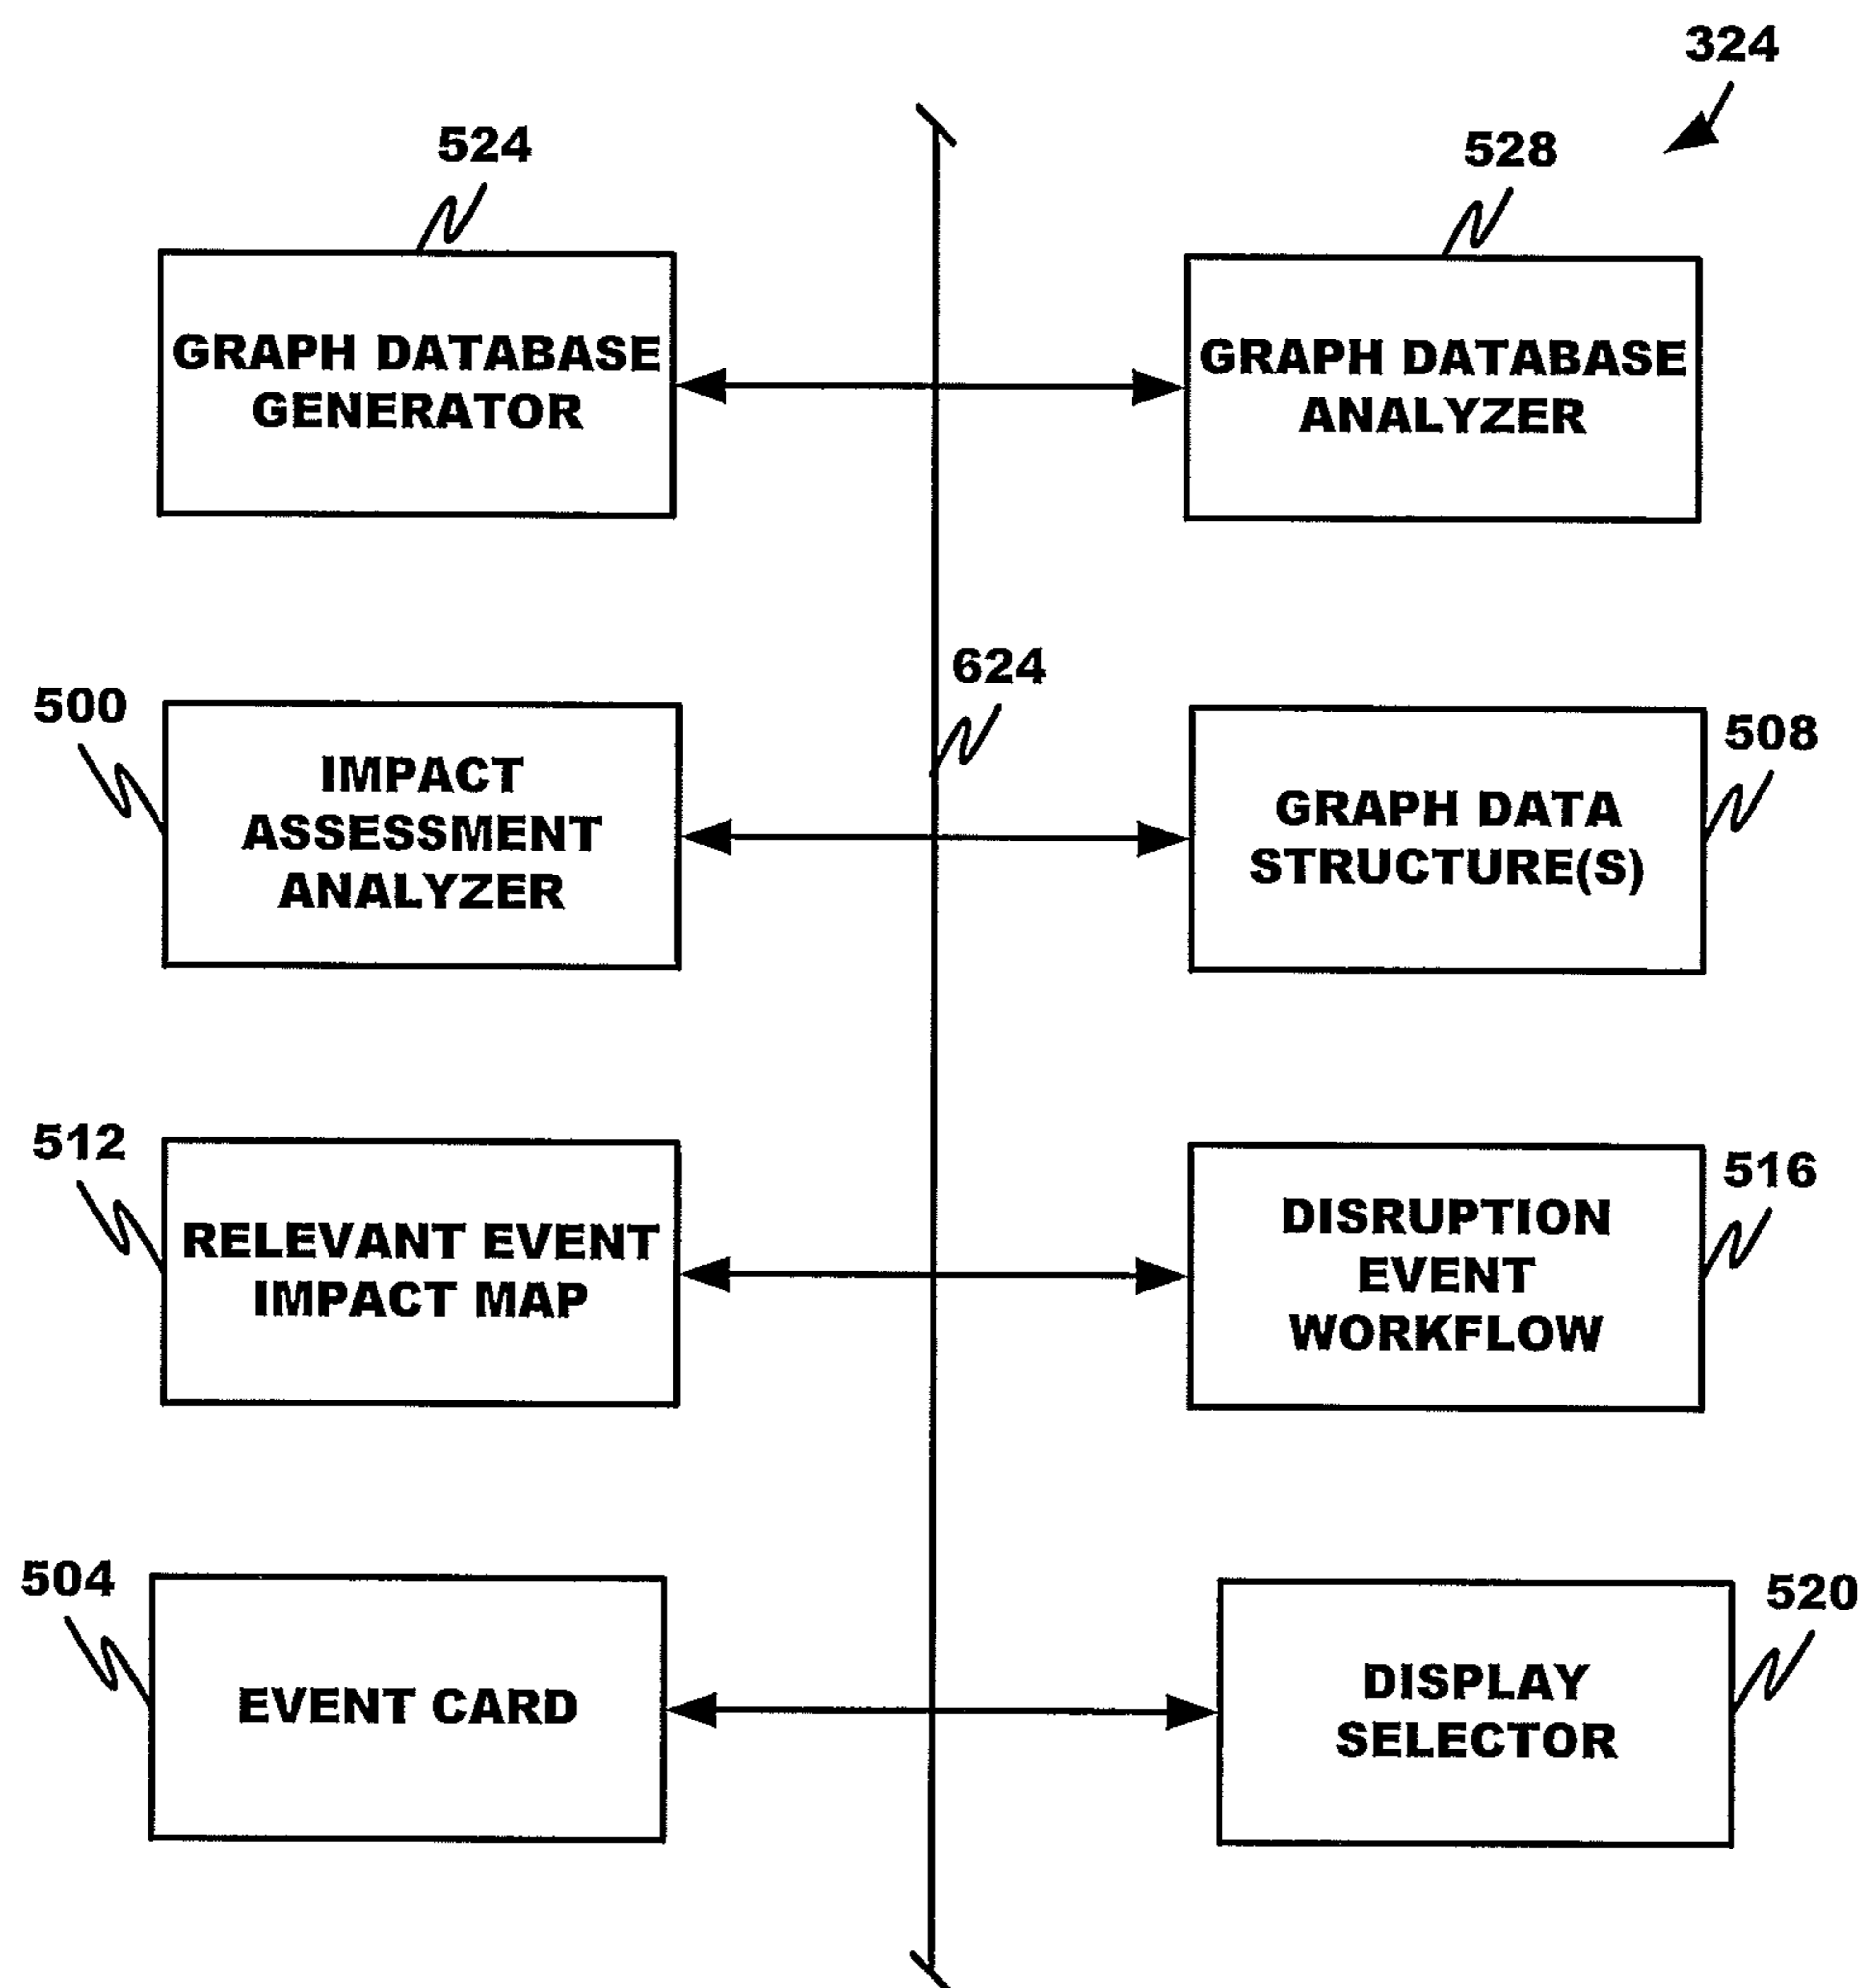 324
524
528
GRAPH DATABASE
GENERATOR
GRAPH DATABASE
ANALYZER
624
500
508
IMPACT
ASSESSMENT
ANALYZER
GRAPH DATA
STRUCTURE(S)
512
516
RELEVANT EVENT
IMPACT MAP
DISRUPTION
EVENT
WORKFLOW
504
520
EVENT CARD
DISPLAY
SELECTOR